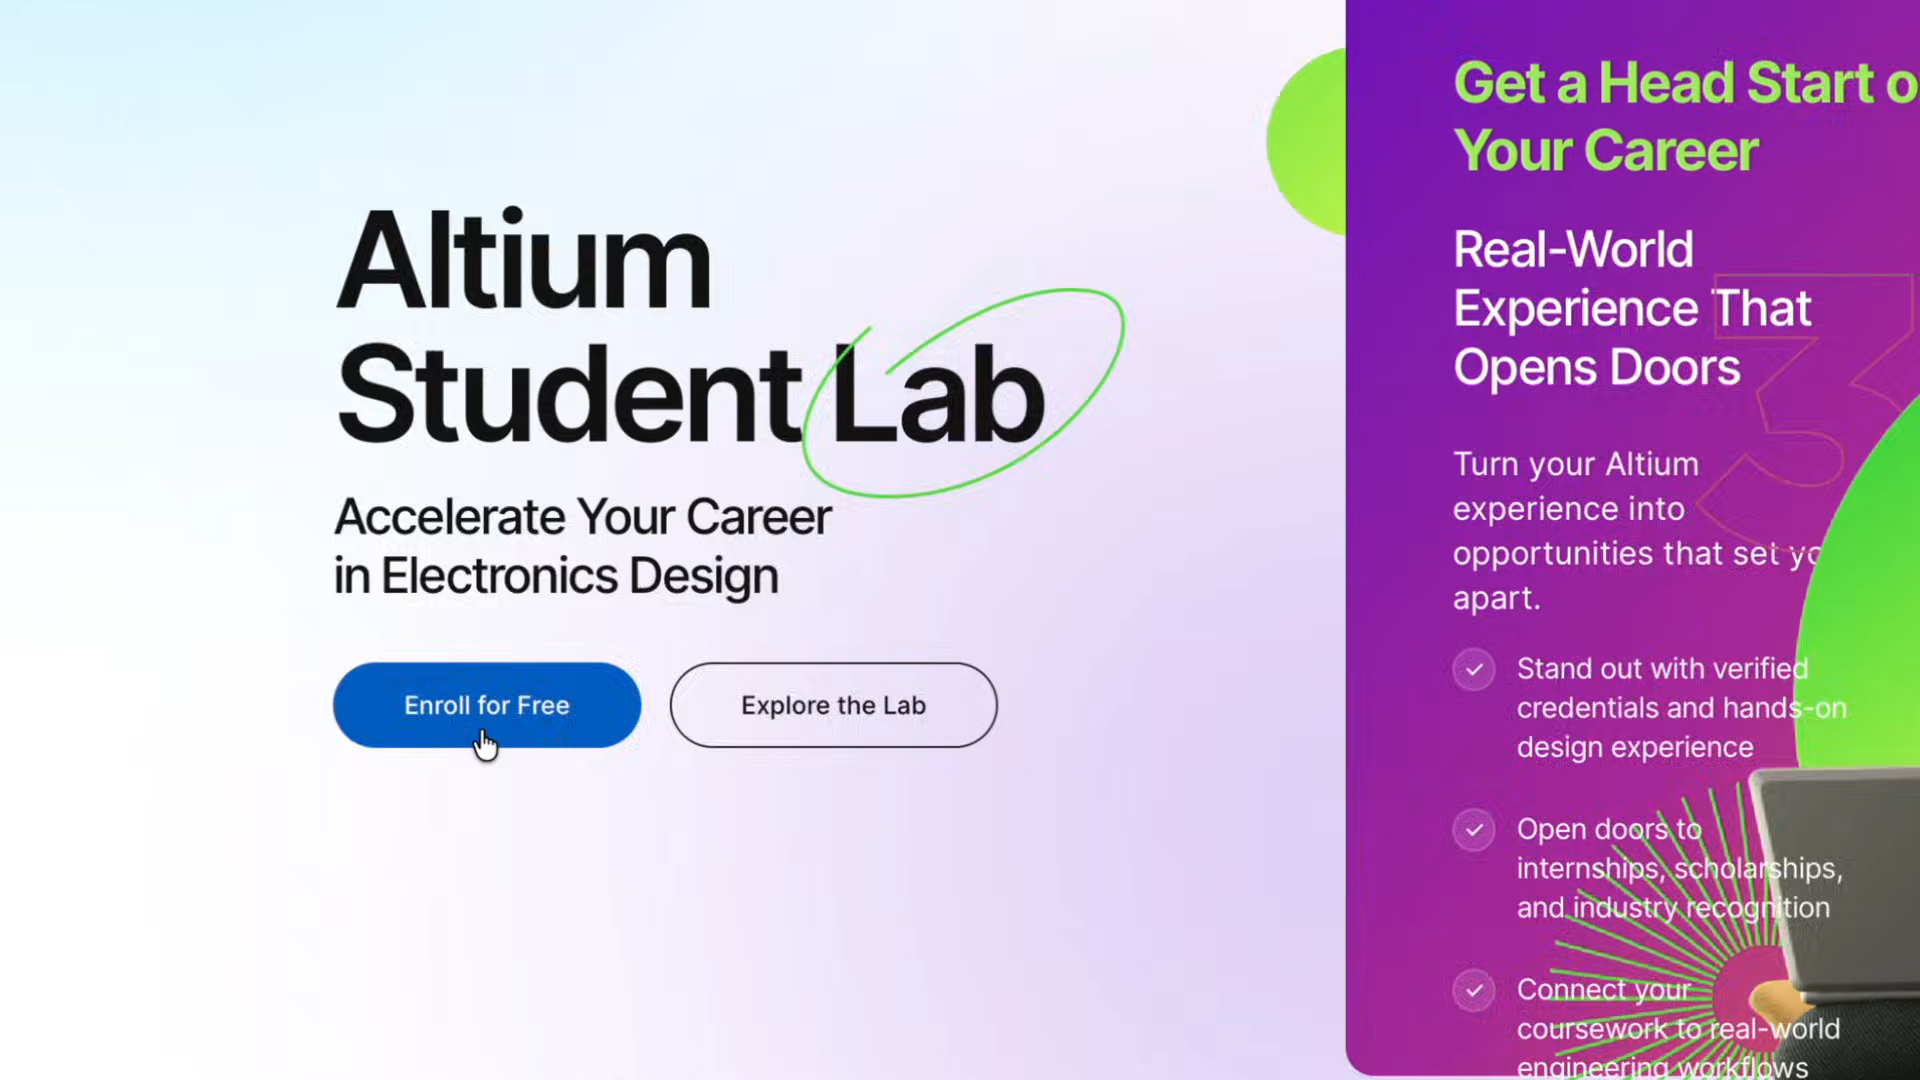 Altium
Student Lab
Accelerate Your Career
in Electronics Design
Enroll for Free
Explore the Lab
Get a Head Start o
Your Career
Real-World
Experience That
Opens Doors
3
Turn your Altium
experience into
opportunities that set yo
apart.
Stand out with verified
credentials and hands-on
design experience
Open doors to
internships, scholarships,
and industry recognition
Connect your
coursework to real-world
engineering workflows